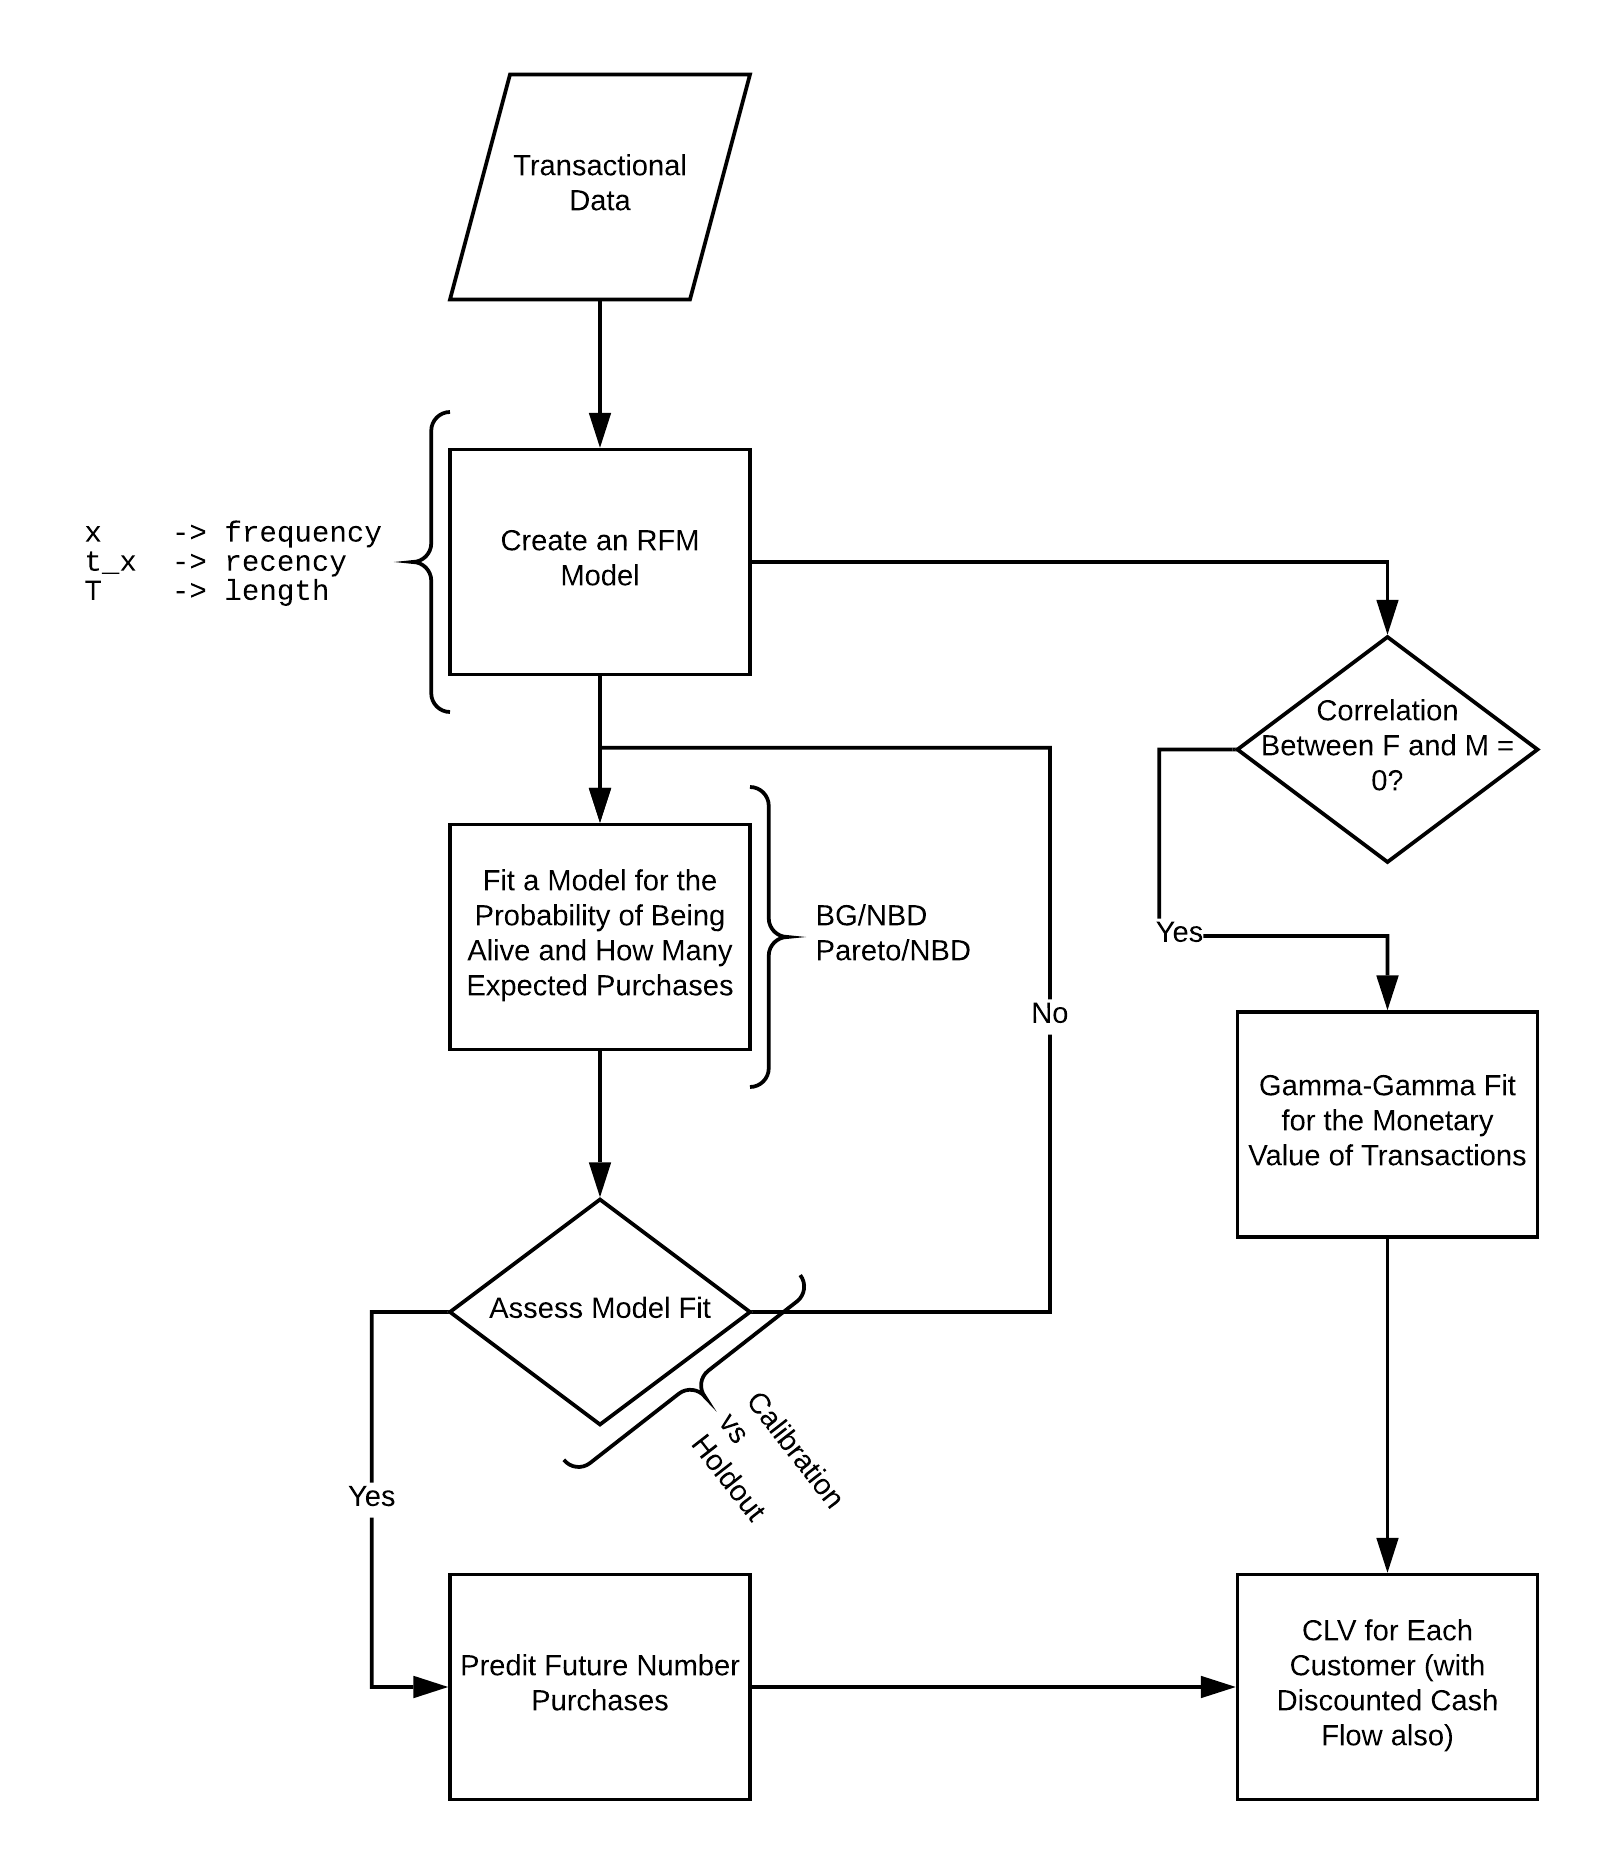 Transactional
Data
x    -> frequency
t_x  -> recency
T    -> length
Create an RFM
Model
Correlation
Between F and M =
0?
Yes
Fit a Model for the
Probability of Being
Alive and How Many
Expected Purchases
BG/NBD
Pareto/NBD
No
Gamma-Gamma Fit
for the Monetary
Value of Transactions
Assess Model Fit
Calibration
vs
Holdout
Yes
Predit Future Number
Purchases
CLV for Each
Customer (with
Discounted Cash
Flow also)